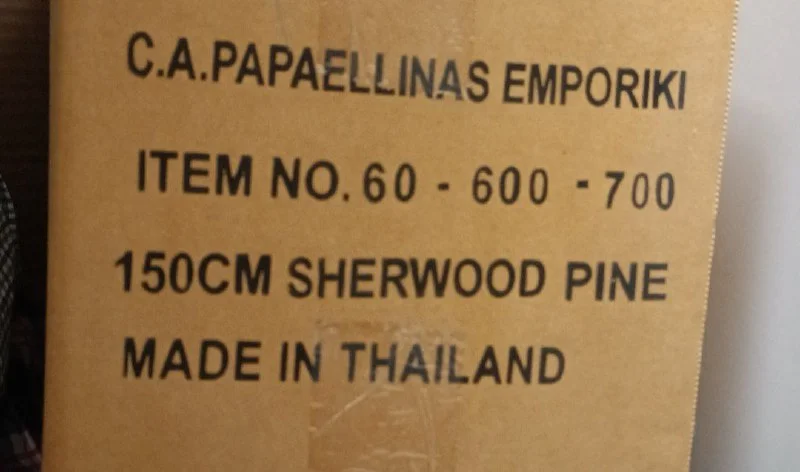 C.A.PAPAELLINAS EMPORIKI
ITEM NO. 60 - 600 - 700
150CM SHERWOOD PINE
MADE IN THAILAND